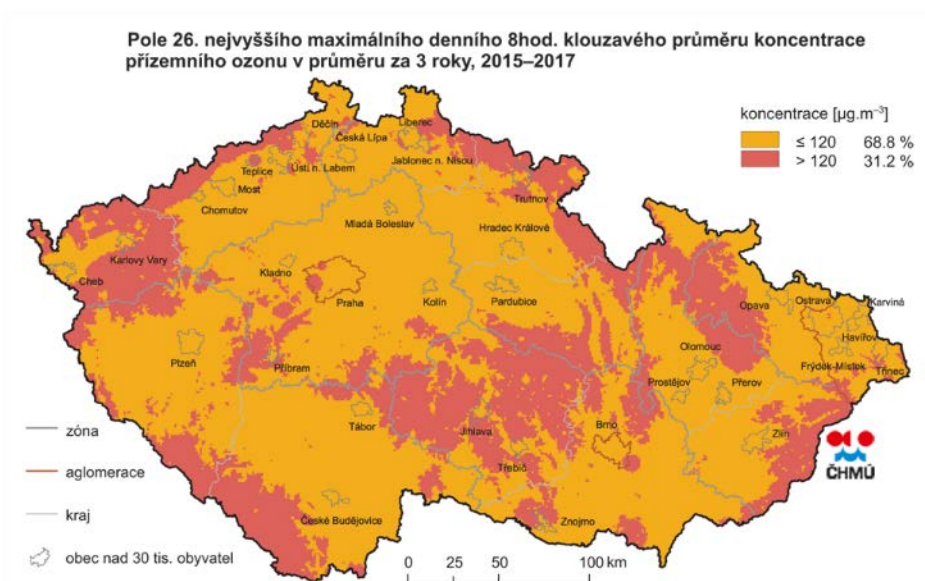 Pole 26. nejvyššího maximálního denního 8hod. klouzavého průměru koncentrace
přízemního ozonu v průměru za 3 roky, 2015–2017
koncentrace [µg.m⁻³]
≤ 120 68.8 %
> 120 31.2 %
Děčín
Liberec
Česká Lípa
Teplice
Ústí n. Labem
Jablonec n. Nisou
Most
Chomutov
Trutnov
Mladá Boleslav
Hradec Králové
Karlovy Vary
Cheb
Kladno
Praha
Kolín
Pardubice
Opava
Ostrava
Karviná
Havířov
Olomouc
Plzeň
Příbram
Frýdek-Místek
Třinec
Prostějov
Přerov
Tábor
Jihlava
Brno
Zlín
Třebíč
České Budějovice
Znojmo
zóna
aglomerace
kraj
obec nad 30 tis. obyvatel
ČHMÚ
0 25 50 100 km